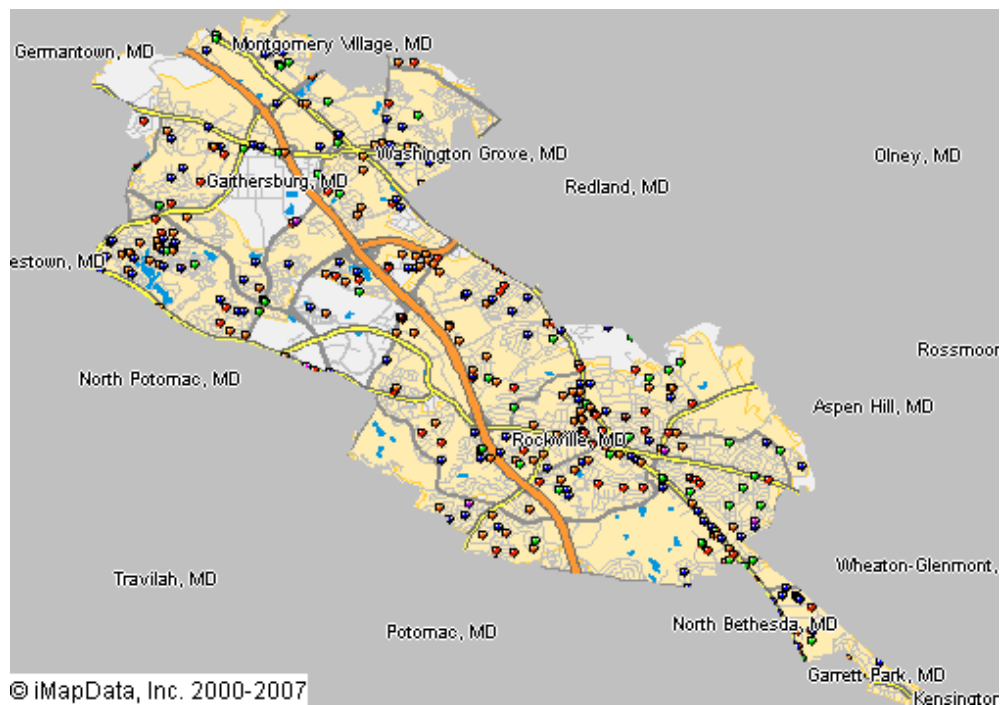 Montgomery Village, MD
Germantown, MD
Washington Grove, MD
Olney, MD
Gaithersburg, MD
Redland, MD
estown, MD
Rossmoor
North Potomac, MD
Aspen Hill, MD
Rockville, MD
Wheaton-Glenmont,
Travilah, MD
North Bethesda, MD
Potomac, MD
Garrett Park, MD
© iMapData, Inc. 2000-2007
Kensington